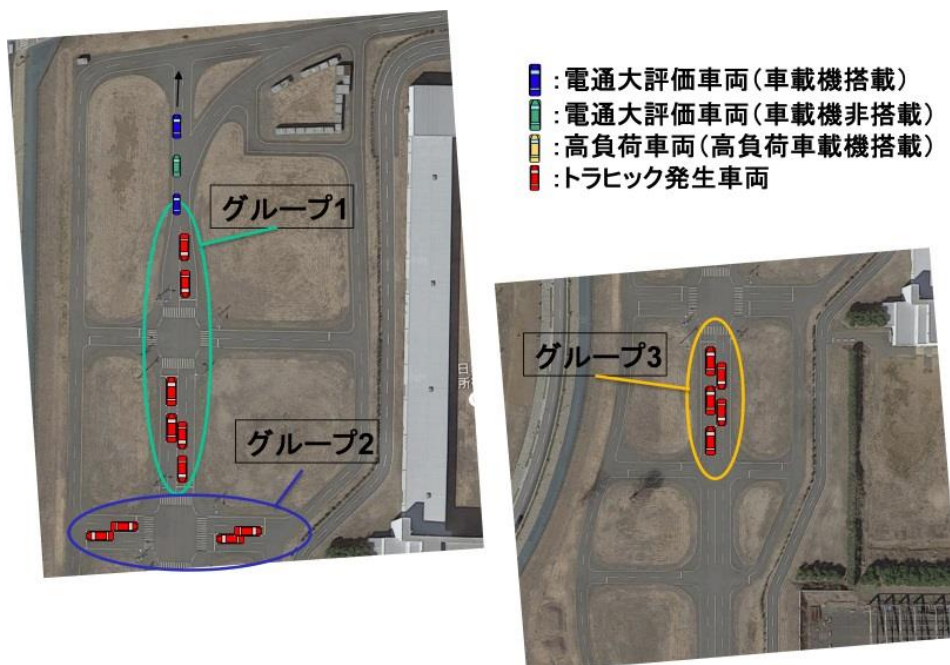 :電通大評価車両(車載機搭載)
:電通大評価車両(車載機非搭載)
:高負荷車両(高負荷車載機搭載)
:トラヒック発生車両
グループ1
グループ2
グループ3